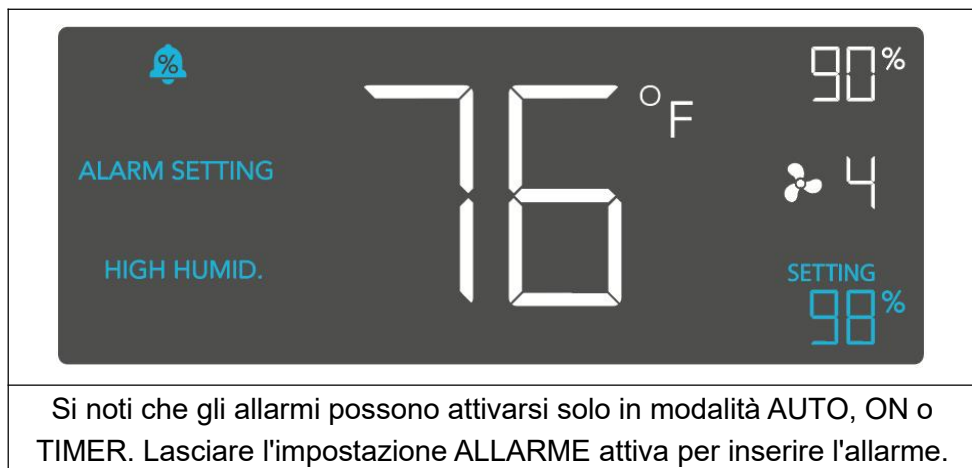 %
ALARM SETTING
HIGH HUMID.
76 °F
90%
4
SETTING
98%
Si noti che gli allarmi possono attivarsi solo in modalità AUTO, ON o
TIMER. Lasciare l'impostazione ALLARME attiva per inserire l'allarme.